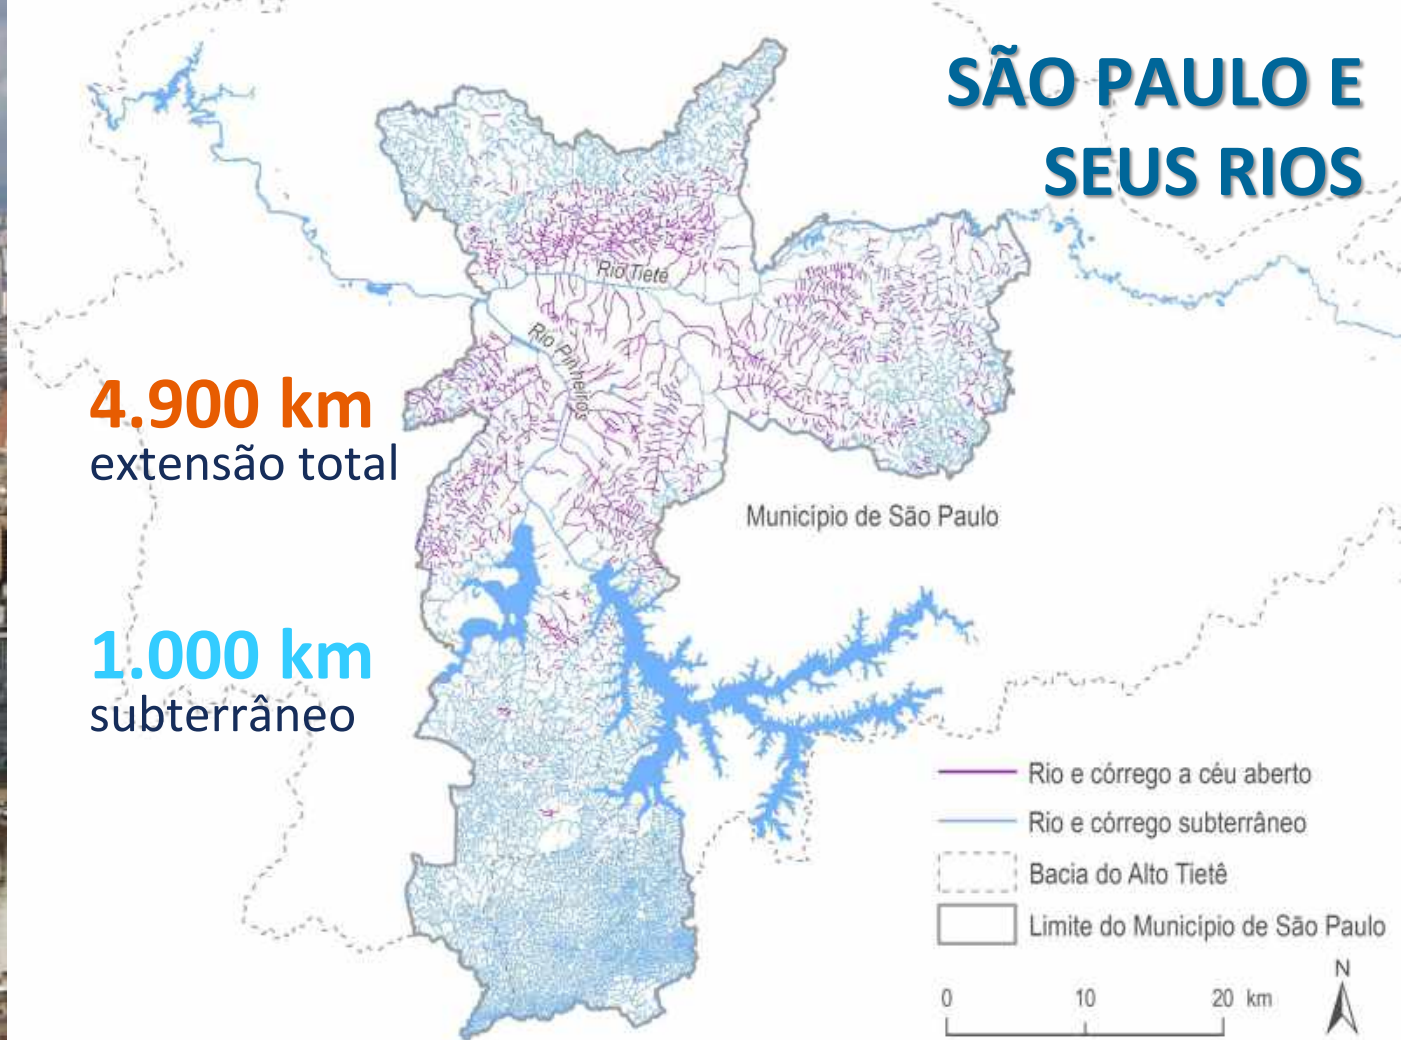 SÃO PAULO E
SEUS RIOS
Rio Tietê
Rio Pinheiros
4.900 km
extensão total
Município de São Paulo
1.000 km
subterrâneo
Rio e córrego a céu aberto
Rio e córrego subterrâneo
Bacia do Alto Tietê
Limite do Município de São Paulo
N
0 10 20 km